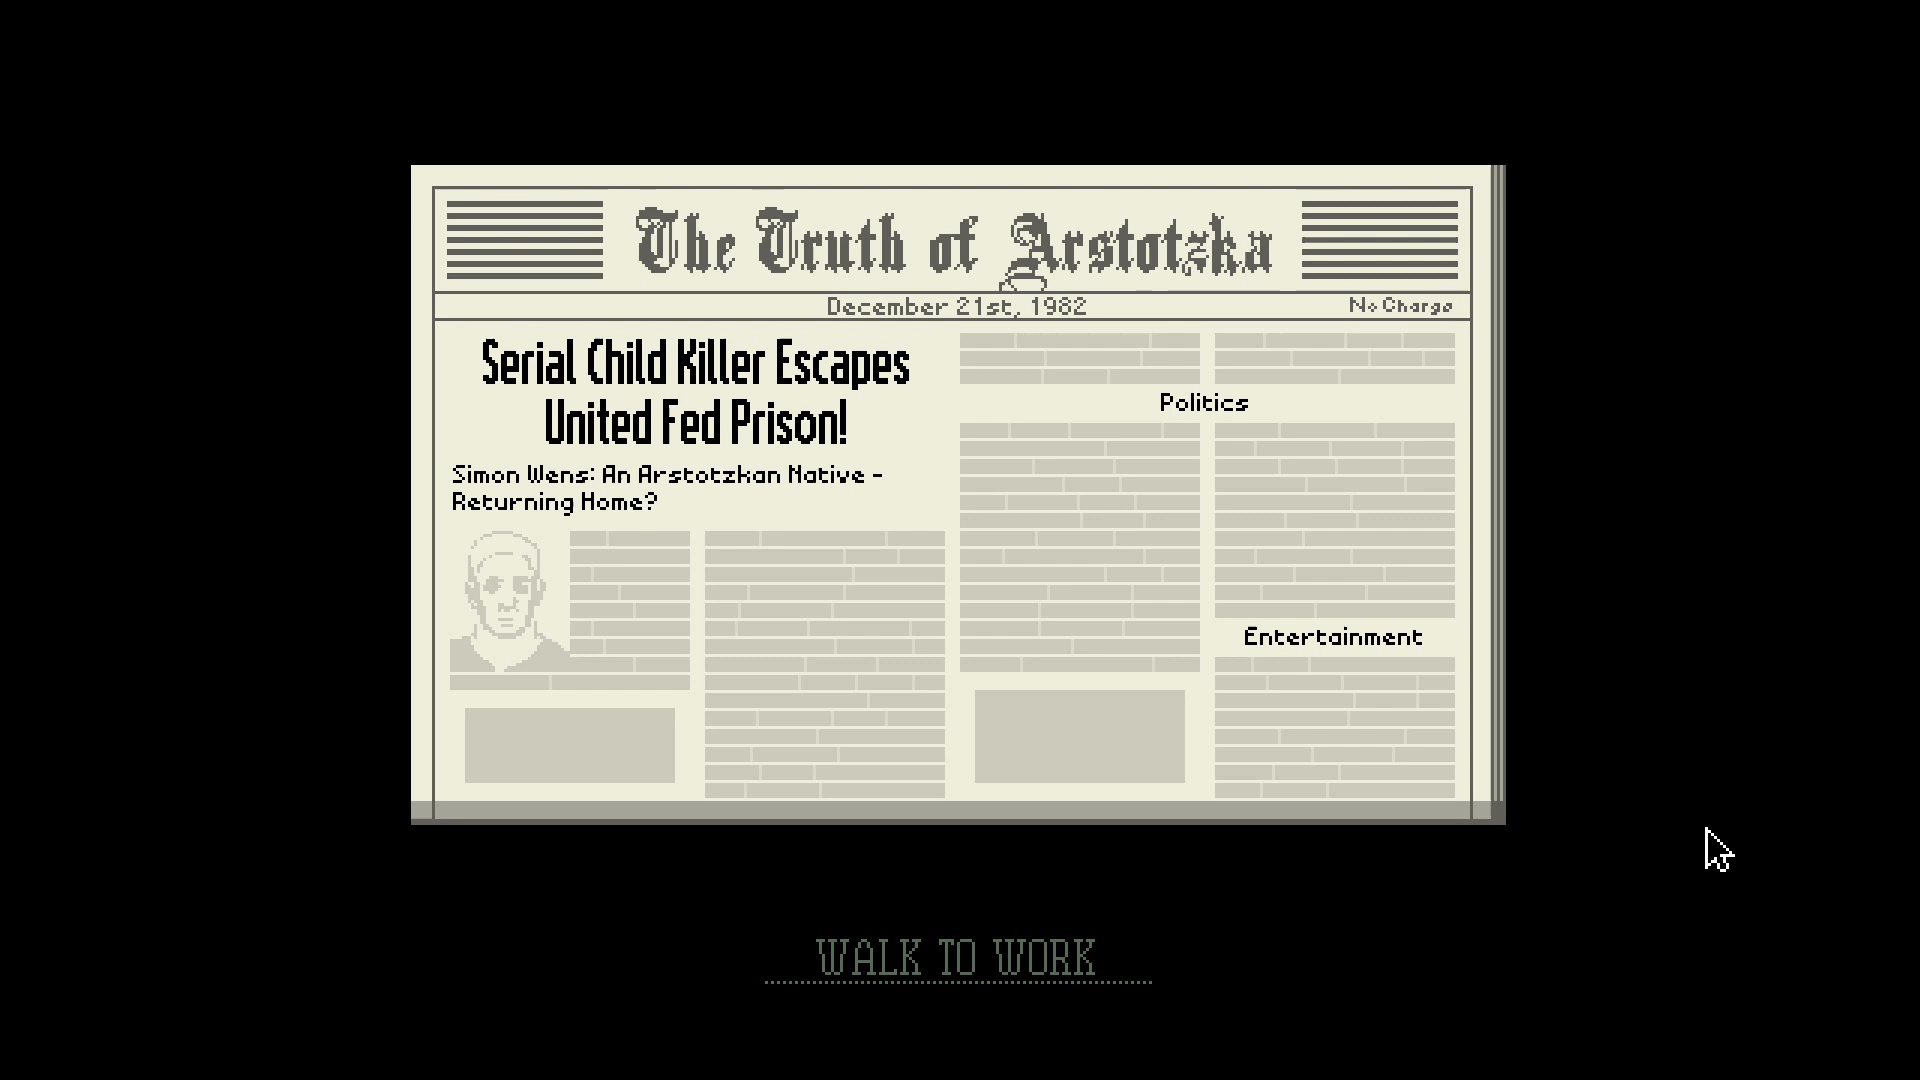 The Truth of Arstotzka
December 21st, 1982
No Charge
Serial Child Killer Escapes
United Fed Prison!
Simon Wens: An Arstotzkan Native -
Returning Home?
Politics
Entertainment
WALK TO WORK